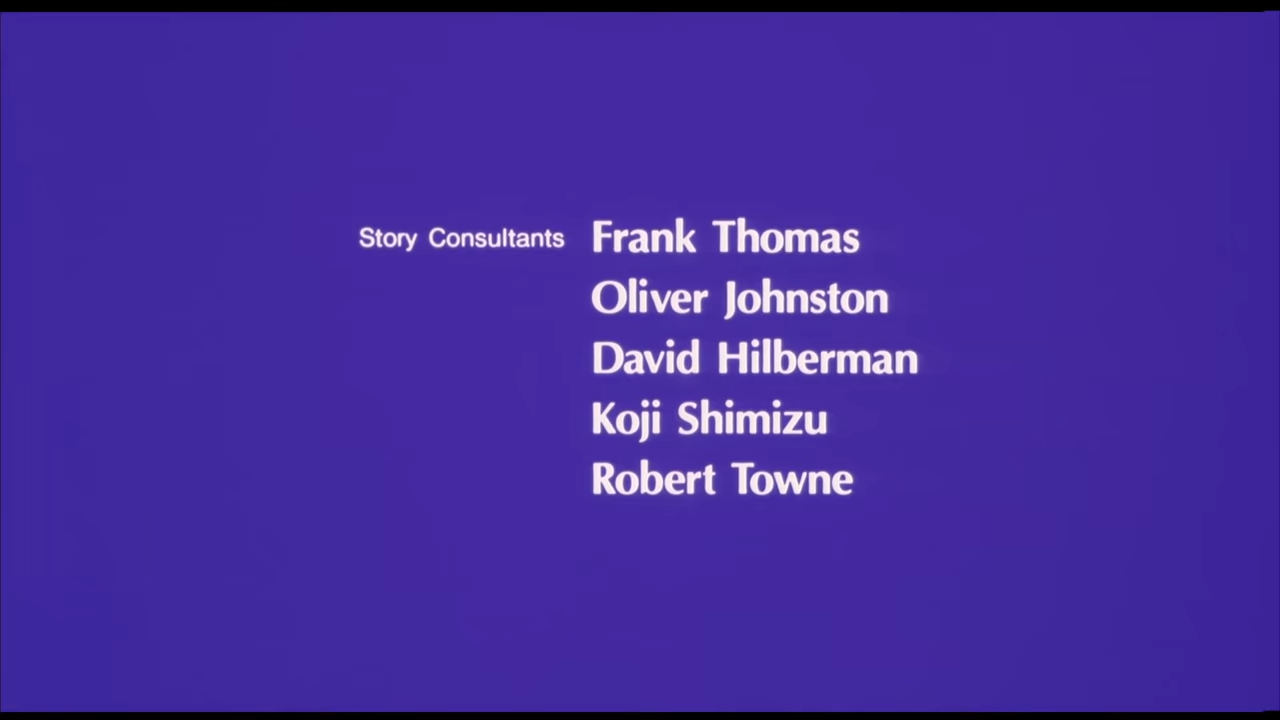 Story Consultants Frank Thomas
Oliver Johnston
David Hilberman
Koji Shimizu
Robert Towne